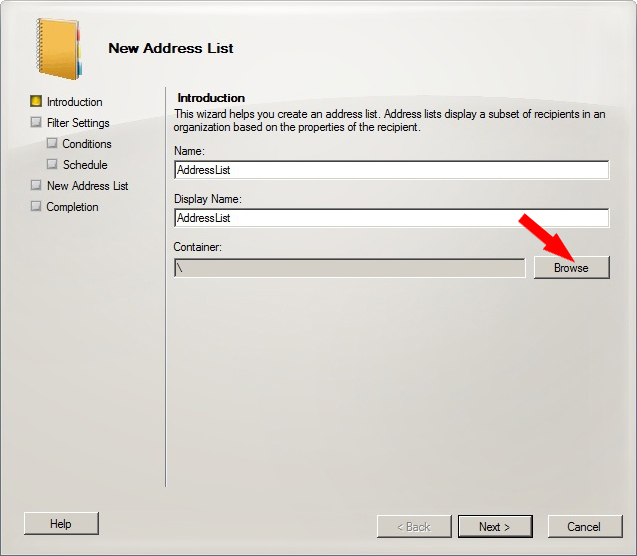 New Address List
Introduction
Filter Settings
Conditions
Schedule
New Address List
Completion
Introduction
This wizard helps you create an address list. Address lists display a subset of recipients in an
organization based on the properties of the recipient.
Name:
AddressList
Display Name:
AddressList
Container:
\
Browse
Help
< Back
Next >
Cancel